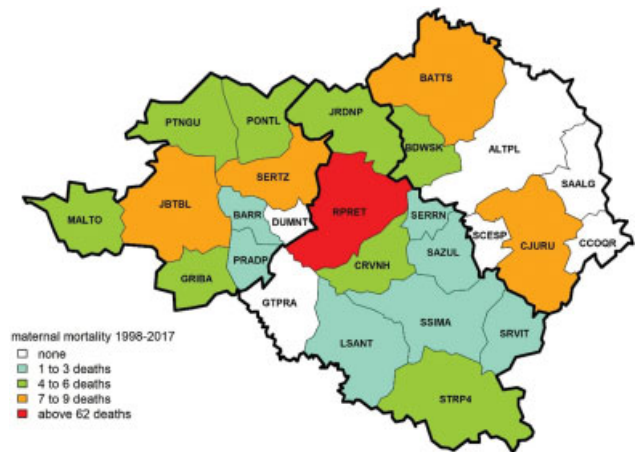 BATTS
PTNGU
PONTL
JRDNP
BDWSK
ALTPL
SAALG
SERTZ
JBTBL
RPRET
MALTO
BARR
DUMNT
SERRN
SCESP
CJURU
CCOQR
PRADP
SAZUL
CRVNH
GRIBA
GTPRA
SSIMA
SRVIT
LSANT
STRP4
maternal mortality 1998-2017
none
1 to 3 deaths
4 to 6 deaths
7 to 9 deaths
above 62 deaths